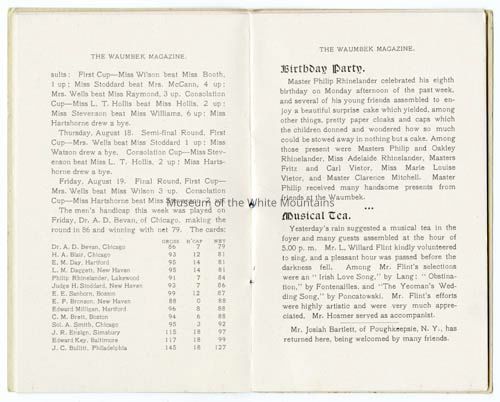 THE WAUMBEK MAGAZINE.
sults: First Cup—Miss Wilson beat Miss Booth,
1 up; Miss Stoddard beat Mrs. McCann, 4 up;
Mrs. Wells beat Miss Raymond, 3 up. Consolation
Cup—Miss L. T. Hollis beat Miss Hollis, 2 up;
Miss Stevenson beat Miss Williams, 6 up; Miss
Hartshorne drew a bye.
Thursday, August 18. Semi-final Round, First
Cup—Mrs. Wells beat Miss Stoddard 1 up; Miss
Watson drew a bye. Consolation Cup—Miss Stev-
enson beat Miss L. T. Hollis, 2 up; Miss Harts-
horne drew a bye.
Friday, August 19. Final Round, First Cup—
Mrs. Wells beat Miss Wilson 3 up. Consolation
Cup—Miss Hartshorne beat Miss Stevenson, 2 up.
The men's handicap this week was played on
Friday, Dr. A. D. Bevan, of Chicago, making the
round in 86 and winning with net 79. The cards:
GROSS H'CAP NET
Dr. A. D. Bevan, Chicago 86 7 79
H. A. Blair, Chicago 93 12 81
E. M. Day, Hartford 95 14 81
L. M. Daggett, New Haven 95 14 81
Philip Rhinelander, Lakewood 91 7 84
Judge H. Stoddard, New Haven 93 7 86
E. E. Sanborn, Boston 99 12 87
E. P. Bronson, New Haven 88 0 88
Edward Milligan, Hartford 96 8 88
C. M. Brett, Boston 94 6 88
Sol. A. Smith, Chicago 95 3 92
J. R. Ensign, Simsbury 115 18 97
Edward Key, Baltimore 117 18 99
J. C. Bullitt, Philadelphia 145 18 127
THE WAUMBEK MAGAZINE.
Birthday Party.
Master Philip Rhinelander celebrated his eighth
birthday on Monday afternoon of the past week,
and several of his young friends assembled to en-
joy a beautiful surprise cake which yielded, among
other things, pretty paper cloaks and caps which
the children donned and wondered how so much
could be stowed away in nothing but a cake. Among
those present were Masters Philip and Oakley
Rhinelander, Miss Adelaide Rhinelander, Masters
Fritz and Carl Vietor, Miss Marie Louise
Vietor, and Master Clarence Mitchell. Master
Philip received many handsome presents from
friends at the Waumbek.
Musical Tea.
Yesterday's rain suggested a musical tea in the
foyer and many guests assembled at the hour of
5.00 p. m. Mr. L. Willard Flint kindly volunteered
to sing, and a pleasant hour was passed before the
darkness fell. Among Mr. Flint's selections
were an "Irish Love Song," by Lang; "Obstina-
tion," by Fontenailles, and "The Yeoman's Wed-
ding Song," by Poncatowski. Mr. Flint's efforts
were highly artistic and were very much appre-
ciated. Mr. Hosmer served as accompanist.
Mr. Josiah Bartlett, of Poughkeepsie, N. Y., has
returned here, being welcomed by many friends.
Museum of the White Mountains